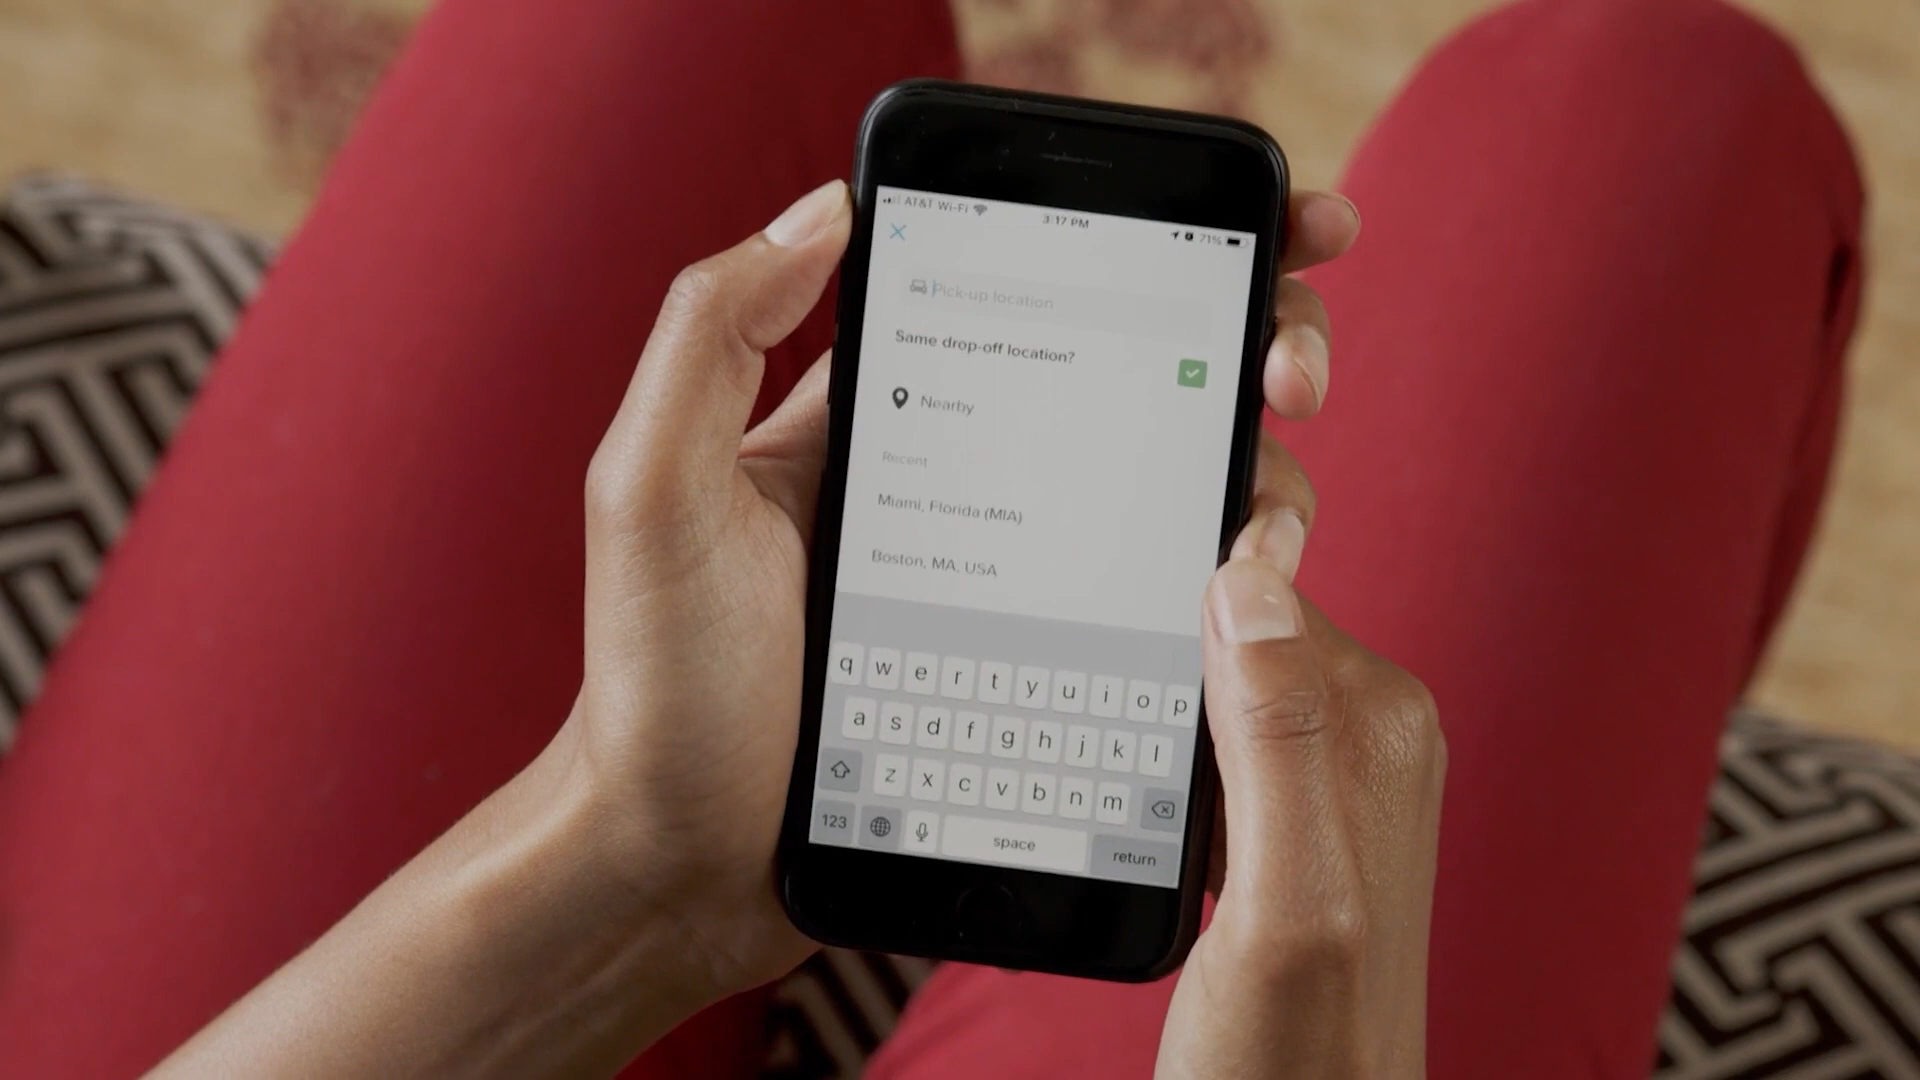 AT&T Wi-Fi 3:17 PM 71%
Pick-up location
Same drop-off location?
Nearby
Recent
Miami, Florida (MIA)
Boston, MA, USA
q w e r t y u i o p
a s d f g h j k l
z x c v b n m
123 space return